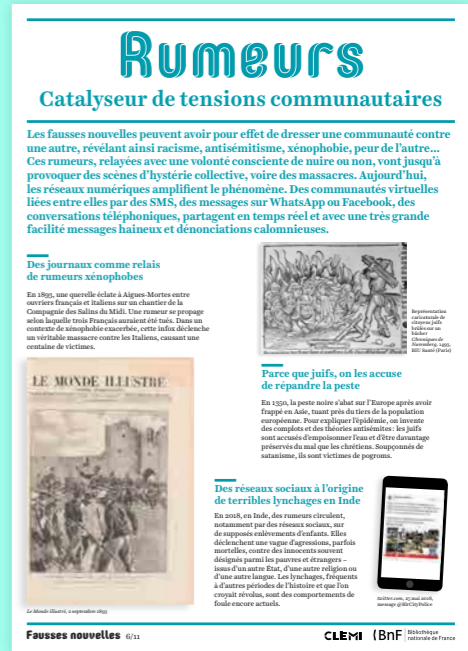 Rumeurs
Catalyseur de tensions communautaires
Les fausses nouvelles peuvent avoir pour effet de dresser une communauté contre
une autre, révélant ainsi racisme, antisémitisme, xénophobie, peur de l'autre...
Ces rumeurs, relayées avec une volonté consciente de nuire ou non, vont jusqu'à
provoquer des scènes d'hystérie collective, voire des massacres. Aujourd'hui,
les réseaux numériques amplifient le phénomène. Des communautés virtuelles
liées entre elles par des SMS, des messages sur WhatsApp ou Facebook, des
conversations téléphoniques, partagent en temps réel et avec une très grande
facilité messages haineux et dénonciations calomnieuses.
Des journaux comme relais
de rumeurs xénophobes
En 1893, une querelle éclate à Aigues-Mortes entre
ouvriers français et italiens sur un chantier de la
Compagnie des Salins du Midi. Une rumeur se propage
selon laquelle trois Français auraient été tués. Dans un
contexte de xénophobie exacerbée, cette infox déclenche
un véritable massacre contre les Italiens, causant une
centaine de victimes.
LE MONDE ILLUSTRÉ
Le Monde illustré, 2 septembre 1893
Représentation
caricaturale de
citoyens juifs
brûlés sur un
bûcher
Chroniques de
Nuremberg, 1493,
BIU Santé (Paris)
Parce que juifs, on les accuse
de répandre la peste
En 1350, la peste noire s'abat sur l'Europe après avoir
frappé en Asie, tuant près du tiers de la population
européenne. Pour expliquer l'épidémie, on invente
des complots et des théories antisémites : les juifs
sont accusés d'empoisonner l'eau et d'être davantage
préservés du mal que les chrétiens. Soupçonnés de
satanisme, ils sont victimes de pogroms.
Des réseaux sociaux à l'origine
de terribles lynchages en Inde
En 2018, en Inde, des rumeurs circulent,
notamment par des réseaux sociaux, sur
de supposés enlèvements d'enfants. Elles
déclenchent une vague d'agressions, parfois
mortelles, contre des innocents souvent
désignés parmi les pauvres et étrangers –
issus d'un autre État, d'une autre religion ou
d'une autre langue. Les lynchages, fréquents
à d'autres périodes de l'histoire et que l'on
croyait révolus, sont des comportements de
foule encore actuels.
twitter.com, 23 mai 2018,
message @HydCityPolice
Fausses nouvelles 6/11
CLEMI
BnF Bibliothèque
nationale de France